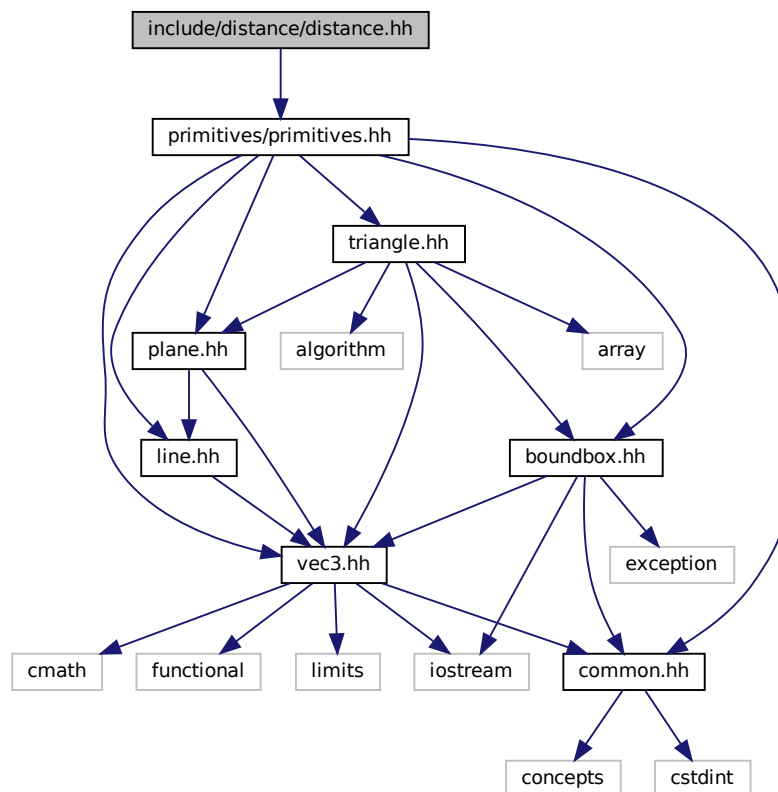 include/distance/distance.hh
primitives/primitives.hh
triangle.hh
plane.hh
algorithm
array
line.hh
boundbox.hh
vec3.hh
exception
cmath
functional
limits
iostream
common.hh
concepts
cstdint